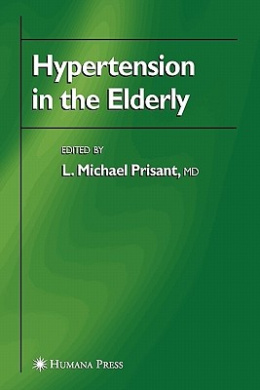 Hypertension
in the Elderly
EDITED BY
L. Michael Prisant, MD
HUMANA PRESS